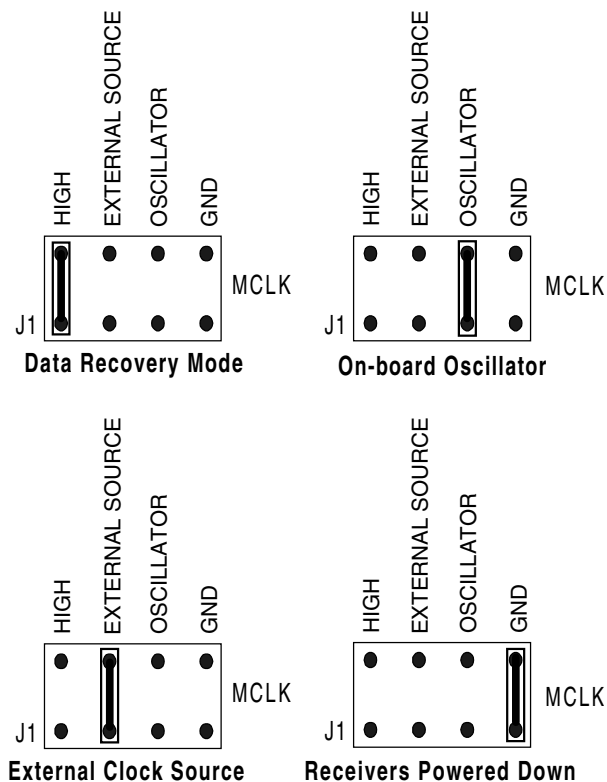 HIGH
EXTERNAL SOURCE
OSCILLATOR
GND
MCLK
J1
Data Recovery Mode
HIGH
EXTERNAL SOURCE
OSCILLATOR
GND
MCLK
J1
On-board Oscillator
HIGH
EXTERNAL SOURCE
OSCILLATOR
GND
MCLK
J1
External Clock Source
HIGH
EXTERNAL SOURCE
OSCILLATOR
GND
MCLK
J1
Receivers Powered Down